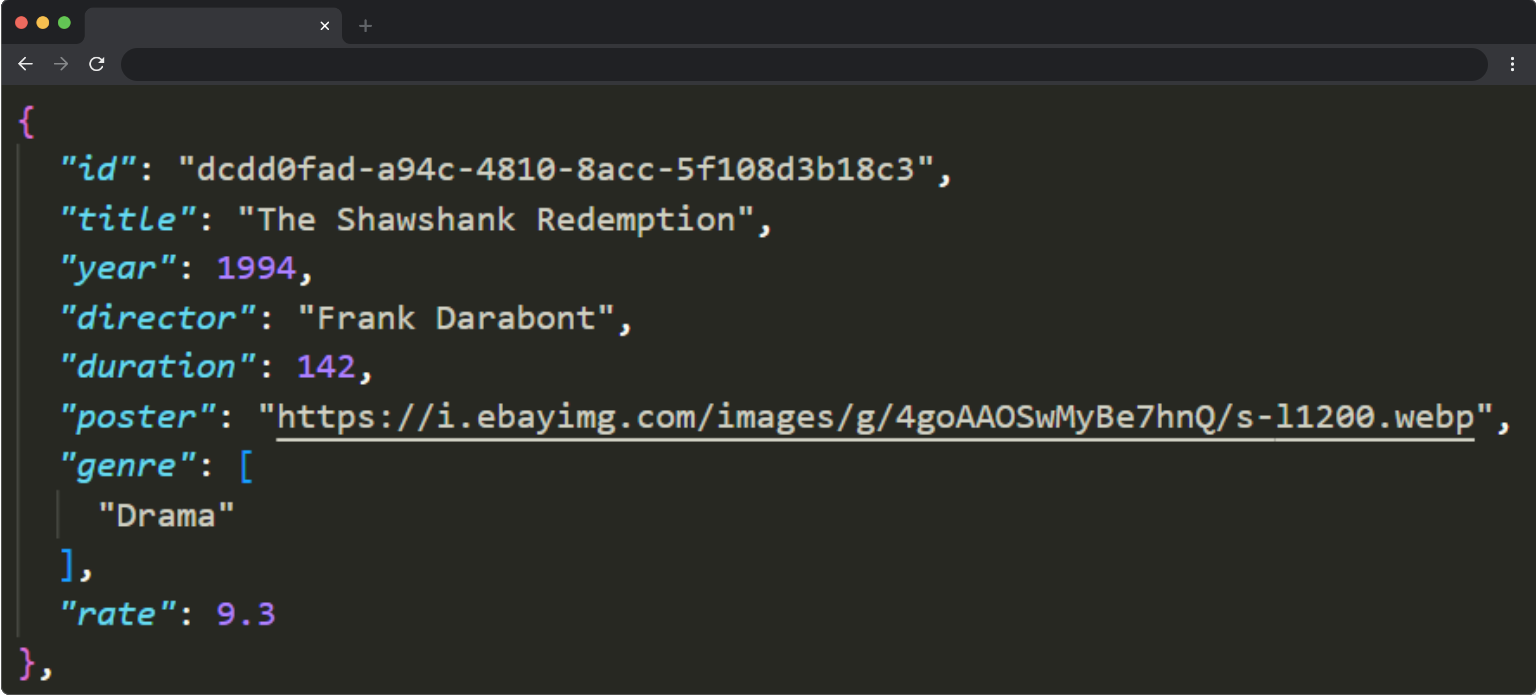 {
"id": "dcdd0fad-a94c-4810-8acc-5f108d3b18c3",
"title": "The Shawshank Redemption",
"year": 1994,
"director": "Frank Darabont",
"duration": 142,
"poster": "https://i.ebayimg.com/images/g/4goAAOSwMyBe7hnQ/s-l1200.webp",
"genre": [
"Drama"
],
"rate": 9.3
},